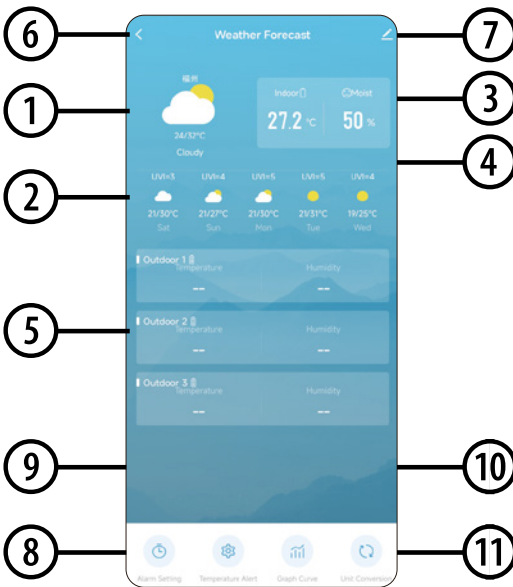 6
7
Weather Forecast
福州
1
Indoor
Moist
3
27.2 °C
50 %
24/32°C
Cloudy
4
UVI=3 UVI=4 UVI=5 UVI=5 UVI=4
2
21/30°C 21/27°C 21/30°C 21/31°C 19/25°C
Sat Sun Mon Tue Wed
Outdoor 1
Temperature Humidity
-- --
5
Outdoor 2
Temperature Humidity
-- --
Outdoor 3
Temperature Humidity
-- --
9
10
8
11
Alarm Setting Temperature Alert Graph Curve Unit Conversion